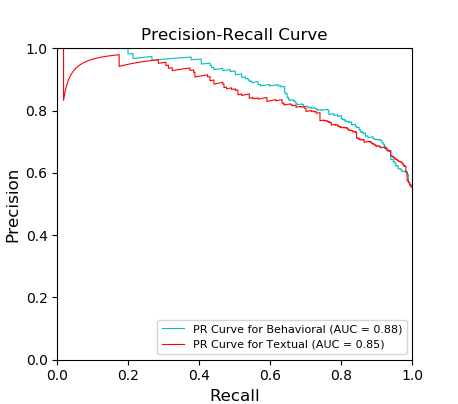 Precision-Recall Curve
1.0
0.8
0.6
0.4
0.2
0.0
Precision
0.0 0.2 0.4 0.6 0.8 1.0
Recall
PR Curve for Behavioral (AUC = 0.88)
PR Curve for Textual (AUC = 0.85)